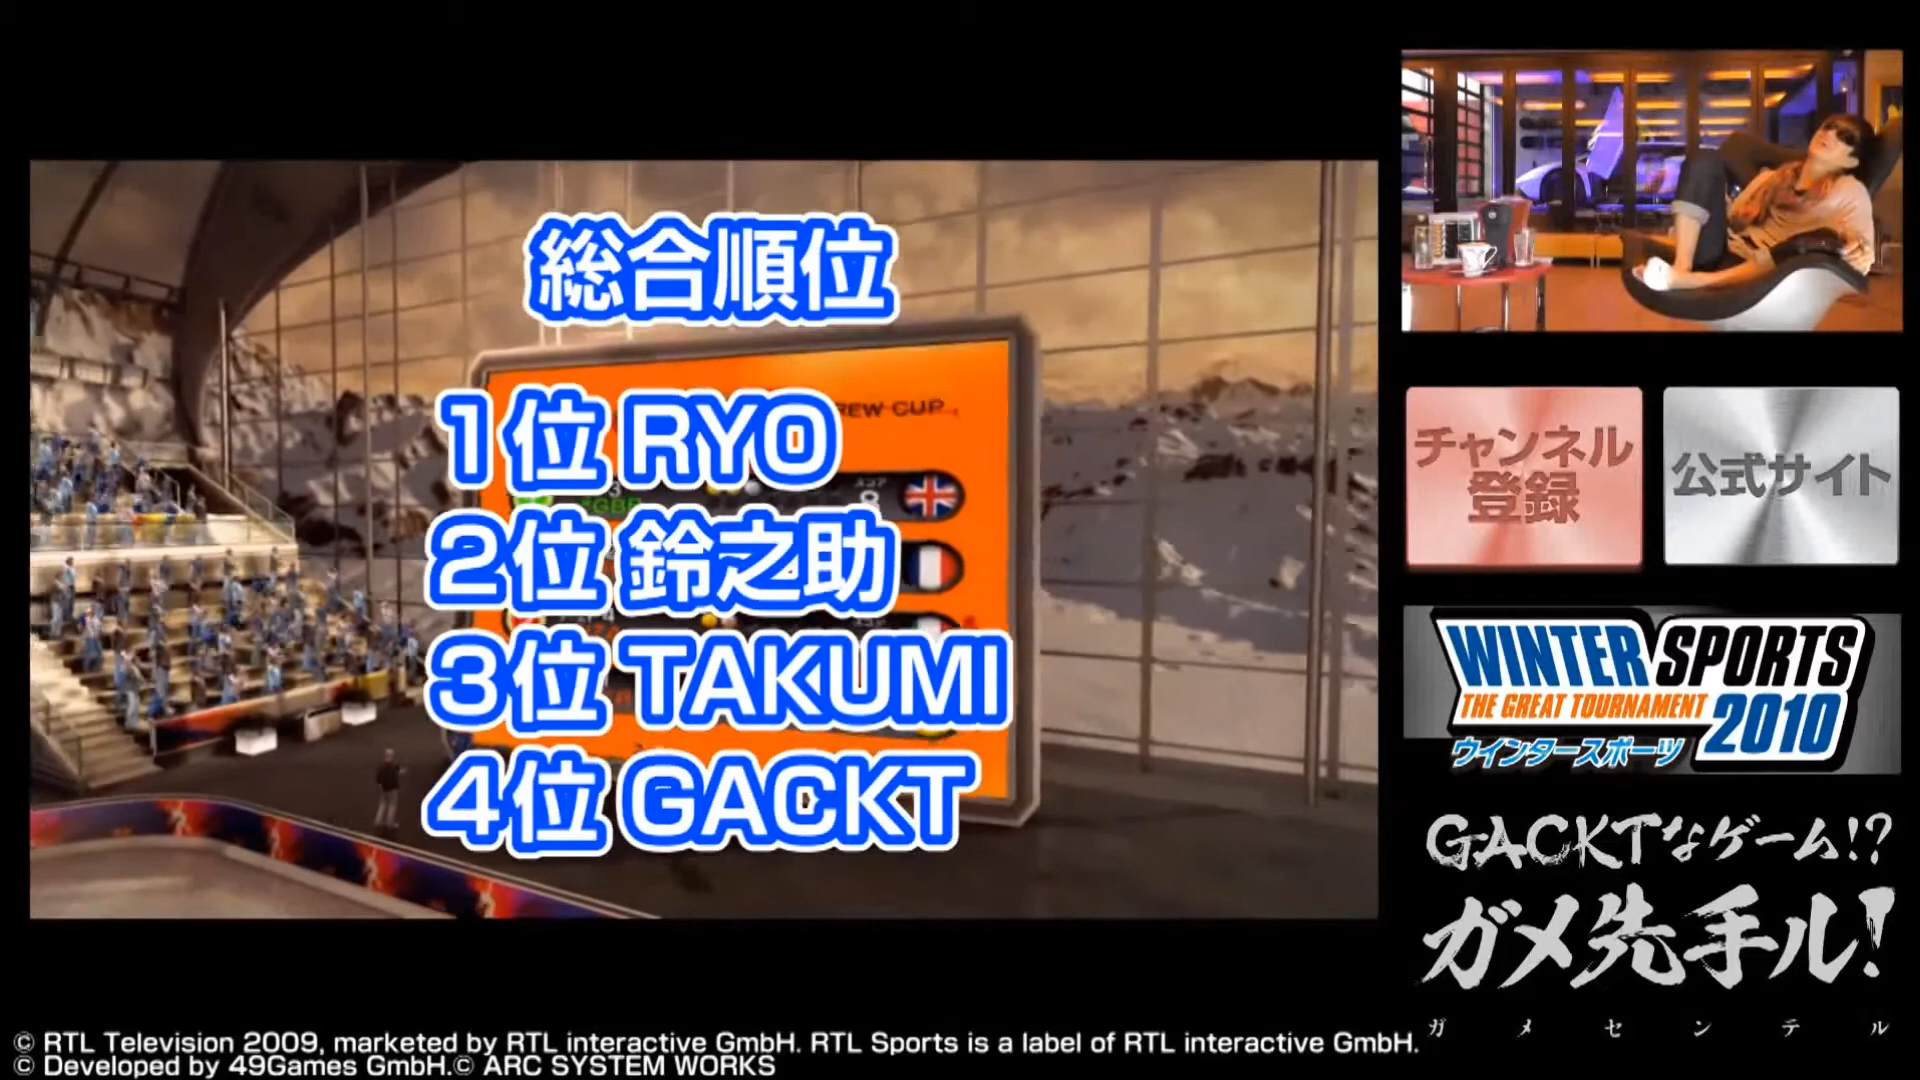 総合順位
REW CUP
1位 RYO
8
2位 鈴之助
3位 TAKUMI
4位 GACKT
チャンネル
登録
公式サイト
WINTER SPORTS
THE GREAT TOURNAMENT 2010
ウインタースポーツ
GACKTなゲーム!?
ガメ先手ル!
ガメセンテル
© RTL Television 2009, marketed by RTL interactive GmbH. RTL Sports is a label of RTL interactive GmbH.
© Developed by 49Games GmbH.© ARC SYSTEM WORKS